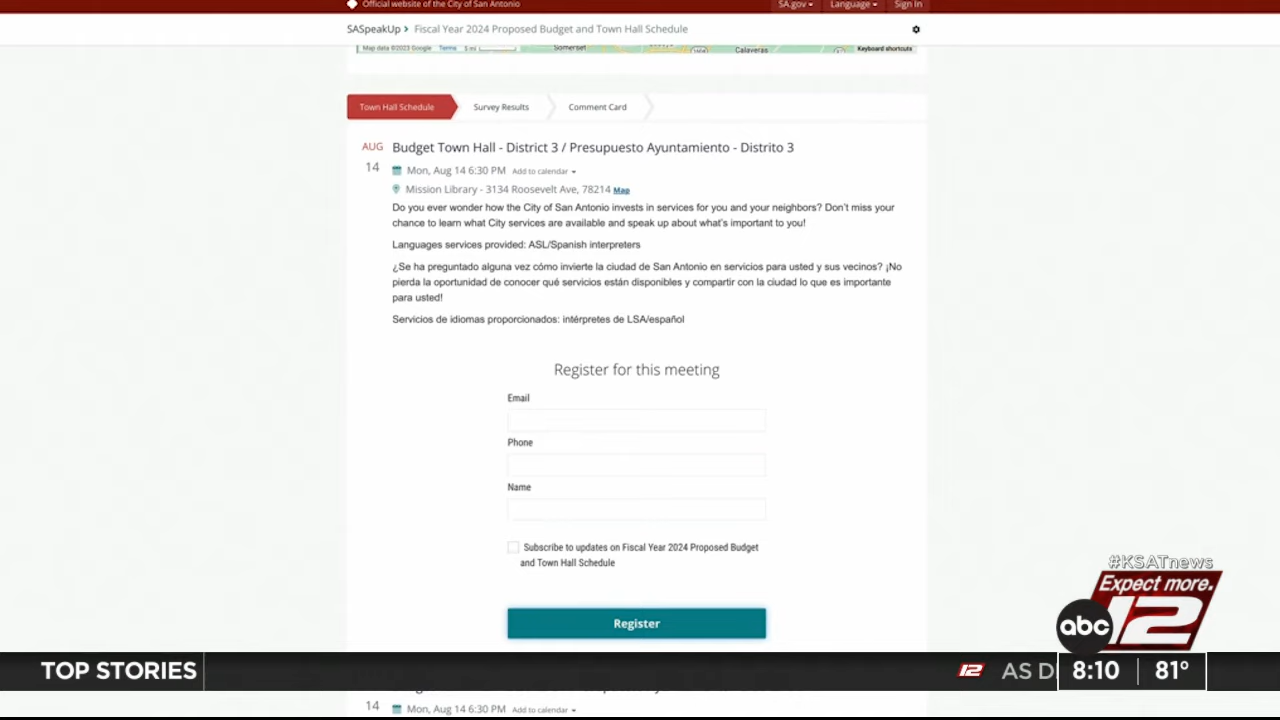 Official website of the City of San Antonio
SA.gov
Language
Sign In
SASpeakUp
Fiscal Year 2024 Proposed Budget and Town Hall Schedule
Map data ©2023 Google
Terms
5 mi
Somerset
Calaveras
Keyboard shortcuts
Town Hall Schedule
Survey Results
Comment Card
AUG
14
Budget Town Hall - District 3 / Presupuesto Ayuntamiento - Distrito 3
Mon, Aug 14 6:30 PM Add to calendar
Mission Library - 3134 Roosevelt Ave, 78214 Map
Do you ever wonder how the City of San Antonio invests in services for you and your neighbors? Don't miss your
chance to learn what City services are available and speak up about what's important to you!
Languages services provided: ASL/Spanish interpreters
¿Se ha preguntado alguna vez cómo invierte la ciudad de San Antonio en servicios para usted y sus vecinos? ¡No
pierda la oportunidad de conocer qué servicios están disponibles y compartir con la ciudad lo que es importante
para usted!
Servicios de idiomas proporcionados: intérpretes de LSA/español
Register for this meeting
Email
Phone
Name
Subscribe to updates on Fiscal Year 2024 Proposed Budget
and Town Hall Schedule
Register
#KSATnews
Expect more.
abc
12
TOP STORIES
12
AS D
8:10
81°
14
Mon, Aug 14 6:30 PM Add to calendar